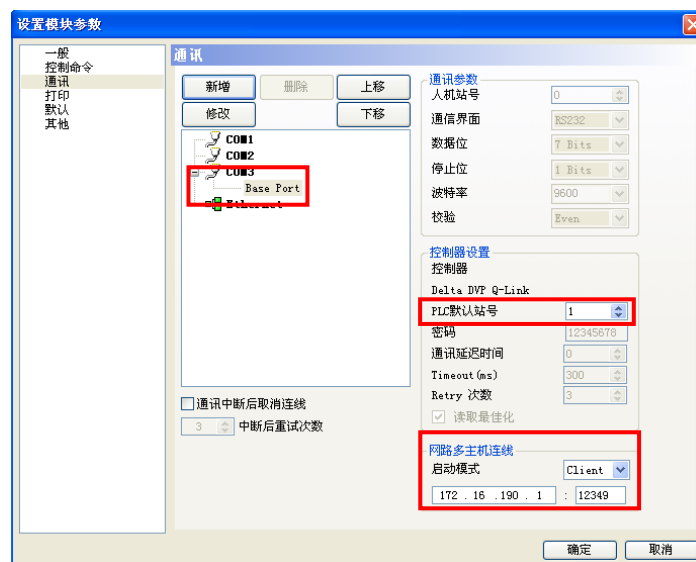 设置模块参数
一般
控制命令
通讯
打印
默认
其他
通讯
新增
删除
上移
修改
下移
COM1
COM2
COM3
Base Port
Ethernet
通讯中断后取消连线
3 中断后重试次数
通讯参数
人机站号 0
通信界面 RS232
数据位 7 Bits
停止位 1 Bits
波特率 9600
校验 Even
控制器设置
控制器
Delta DVP Q-Link
PLC默认站号 1
密码 12345678
通讯延迟时间 0
Timeout(ms) 300
Retry 次数 3
读取最佳化
网路多主机连线
启动模式 Client
172 . 16 .190 . 1 : 12349
确定 取消